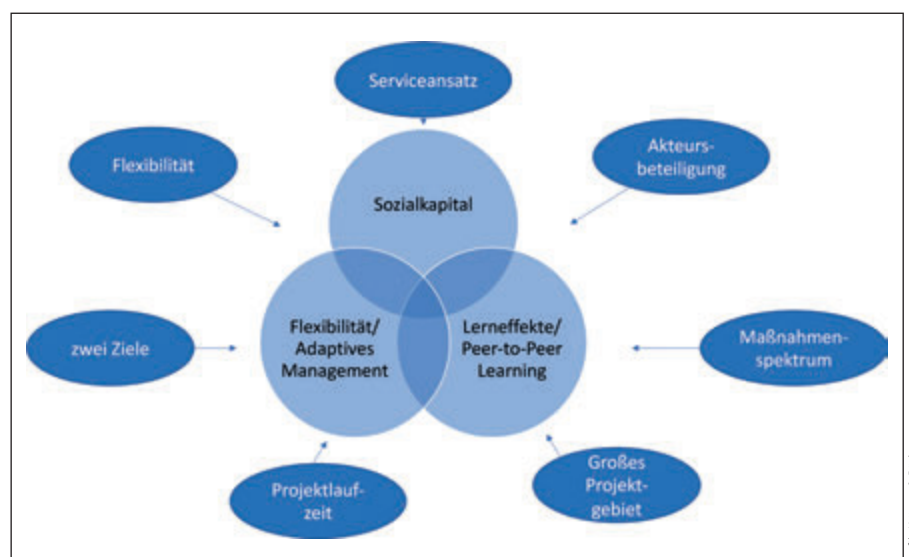 Serviceansatz
Flexibilität
Akteurs-
beteiligung
Sozialkapital
zwei Ziele
Flexibilität/
Adaptives
Management
Lerneffekte/
Peer-to-Peer
Learning
Maßnahmen-
spektrum
Projektlauf-
zeit
Großes
Projekt-
gebiet